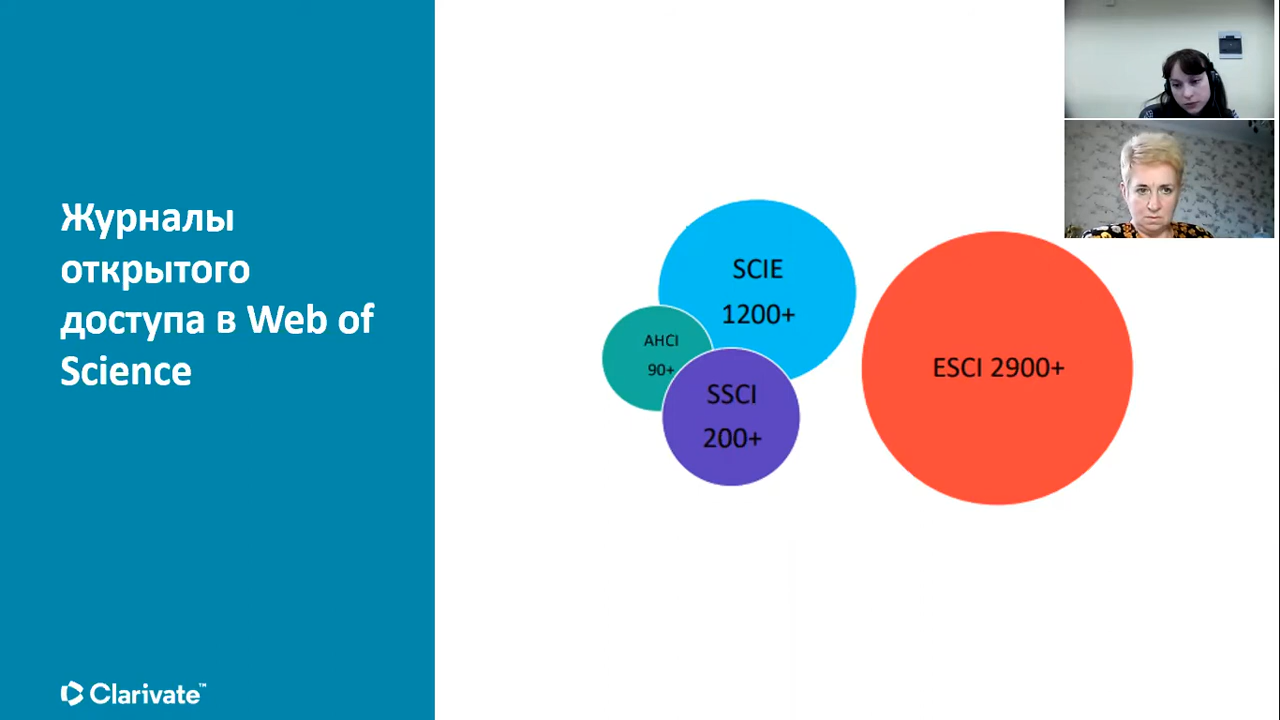 Журналы
открытого
доступа в Web of
Science
SCIE
1200+
AHCI
90+
SSCI
200+
ESCI 2900+
Clarivate™